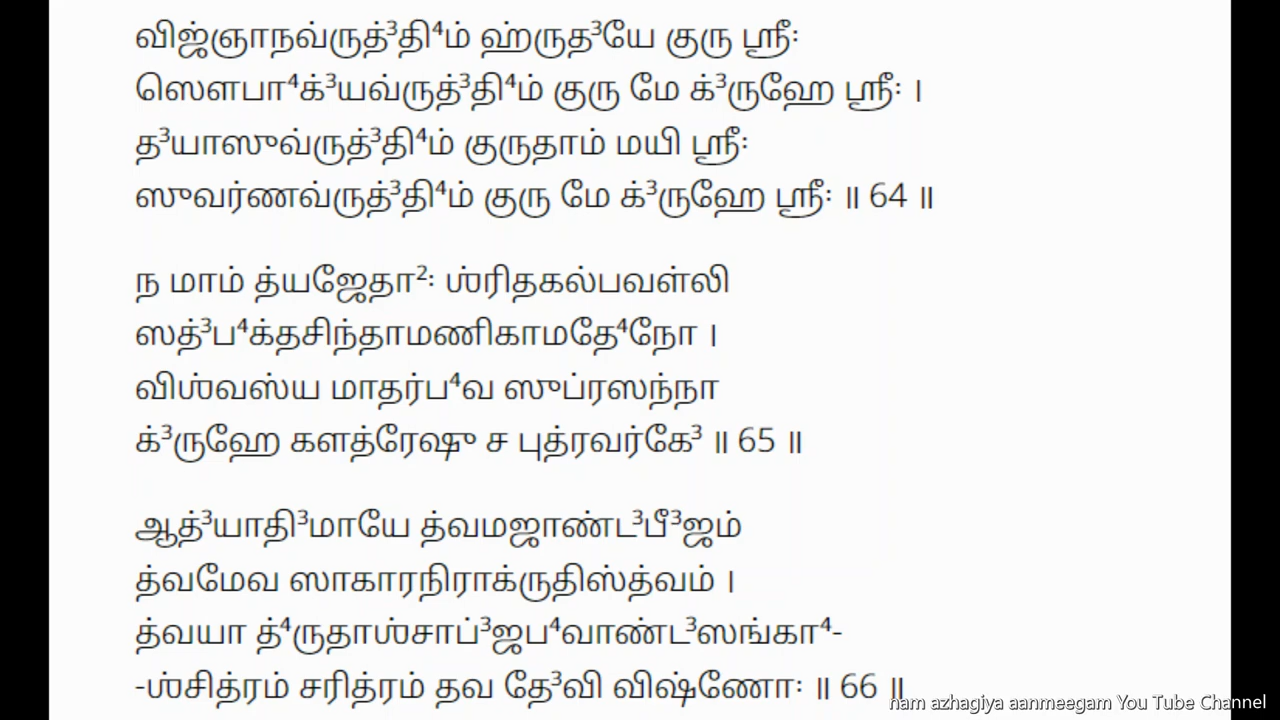 விஜ்ஞாநவ்ருத்³தி⁴ம் ஹ்ருத³யே குரு ஶ்ரீ꞉
ஸௌபா⁴க்³யவ்ருத்³தி⁴ம் குரு மே க்³ருஹே ஶ்ரீ꞉ ।
த³யாஸுவ்ருத்³தி⁴ம் குருதாம் மயி ஶ்ரீ꞉
ஸுவர்ணவ்ருத்³தி⁴ம் குரு மே க்³ருஹே ஶ்ரீ꞉ ॥ 64 ॥
ந மாம் த்யஜேதா²꞉ ஶ்ரிதகல்பவள்லி
ஸத்³ப⁴க்தசிந்தாமணிகாமதே⁴நோ ।
விஶ்வஸ்ய மாதர்ப⁴வ ஸுப்ரஸந்நா
க்³ருஹே களத்ரேஷு ச புத்ரவர்கே³ ॥ 65 ॥
ஆத்³யாதி³மாயே த்வமஜாண்ட³பீ³ஜம்
த்வமேவ ஸாகாரநிராக்ருதிஸ்த்வம் ।
த்வயா த்⁴ருதாஶ்சாப்³ஜப⁴வாண்ட³ஸங்கா⁴-
-ஶ்சித்ரம் சரித்ரம் தவ தே³வி விஷ்ணோ꞉ ॥ 66 ॥
nam azhagiya aanmeegam You Tube Channel